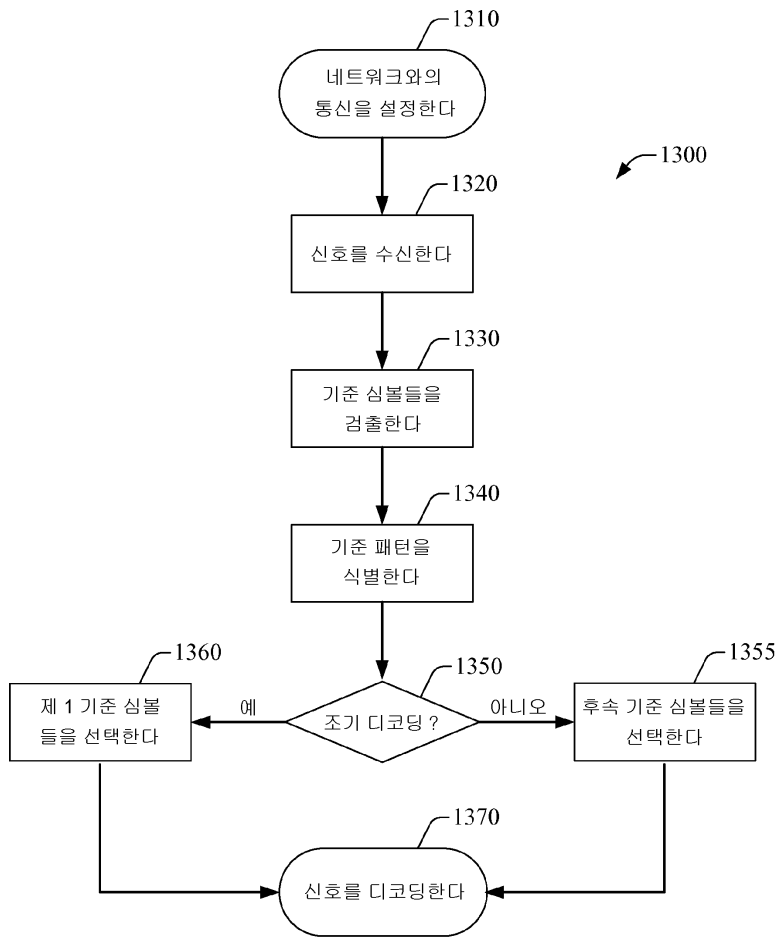 1310
네트워크와의
통신을 설정한다
1300
1320
신호를 수신한다
1330
기준 심볼들을
검출한다
1340
기준 패턴을
식별한다
1350
조기 디코딩 ?
예
아니오
1360
제 1 기준 심볼
들을 선택한다
1355
후속 기준 심볼들을
선택한다
1370
신호를 디코딩한다